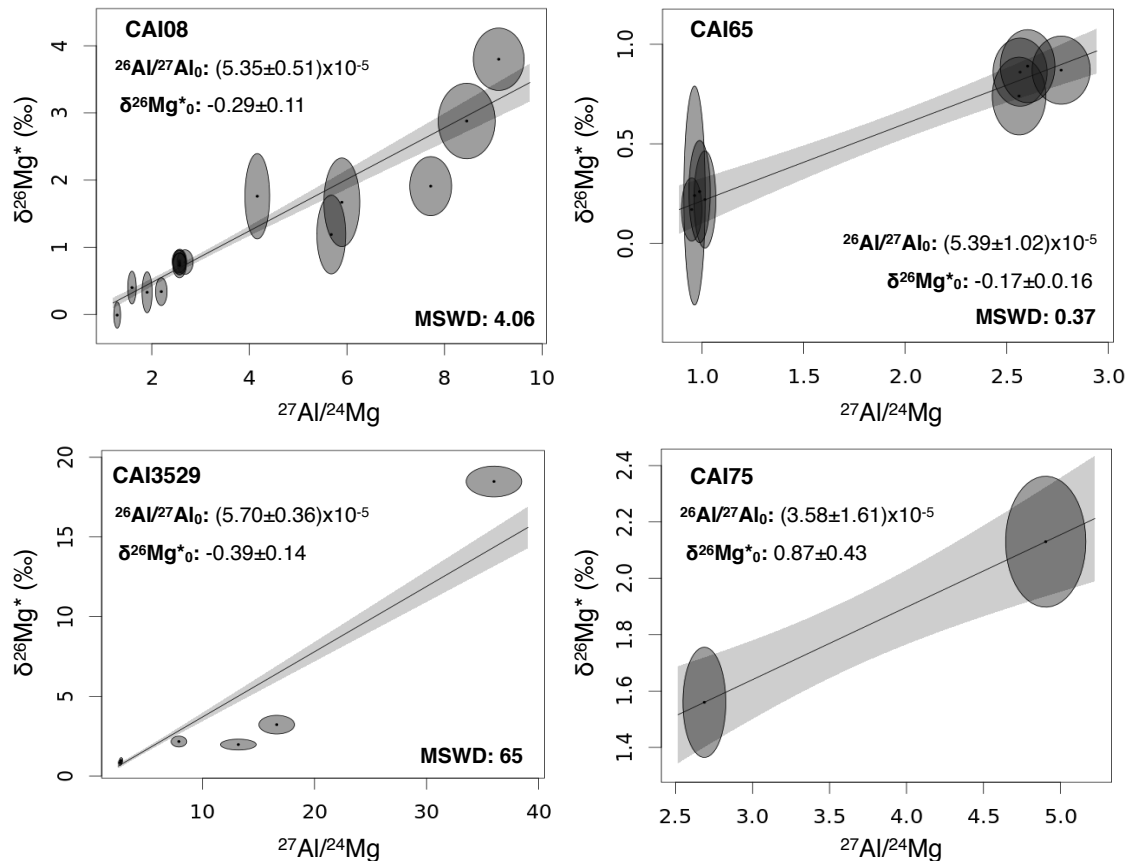 CAI08
²⁶Al/²⁷Al₀: (5.35±0.51)x10⁻⁵
δ²⁶Mg*₀: -0.29±0.11
MSWD: 4.06
δ²⁶Mg* (‰)
0 1 2 3 4
2 4 6 8 10
²⁷Al/²⁴Mg
CAI65
²⁶Al/²⁷Al₀: (5.39±1.02)x10⁻⁵
δ²⁶Mg*₀: -0.17±0.0.16
MSWD: 0.37
δ²⁶Mg* (‰)
0.0 0.5 1.0
1.0 1.5 2.0 2.5 3.0
²⁷Al/²⁴Mg
CAI3529
²⁶Al/²⁷Al₀: (5.70±0.36)x10⁻⁵
δ²⁶Mg*₀: -0.39±0.14
MSWD: 65
δ²⁶Mg* (‰)
0 5 10 15 20
10 20 30 40
²⁷Al/²⁴Mg
CAI75
²⁶Al/²⁷Al₀: (3.58±1.61)x10⁻⁵
δ²⁶Mg*₀: 0.87±0.43
δ²⁶Mg* (‰)
1.4 1.6 1.8 2.0 2.2 2.4
2.5 3.0 3.5 4.0 4.5 5.0
²⁷Al/²⁴Mg